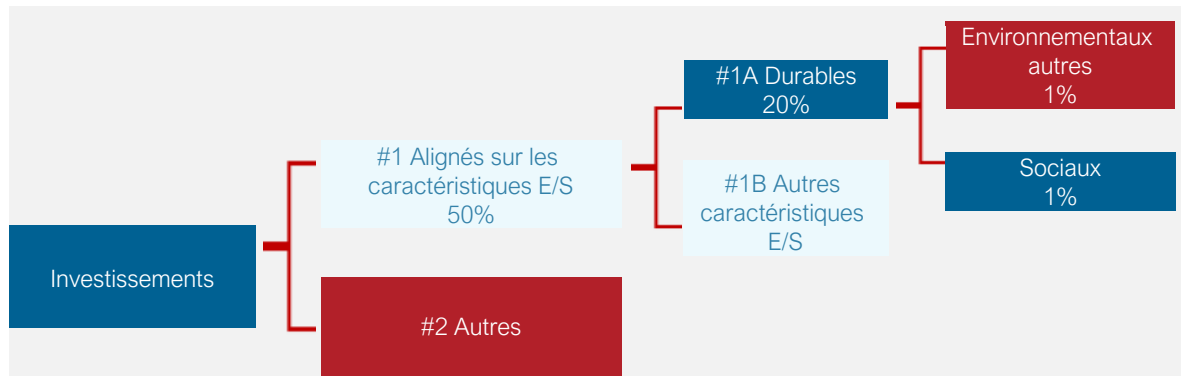 Investissements
#1 Alignés sur les
caractéristiques E/S
50%
#2 Autres
#1A Durables
20%
#1B Autres
caractéristiques
E/S
Environnementaux
autres
1%
Sociaux
1%